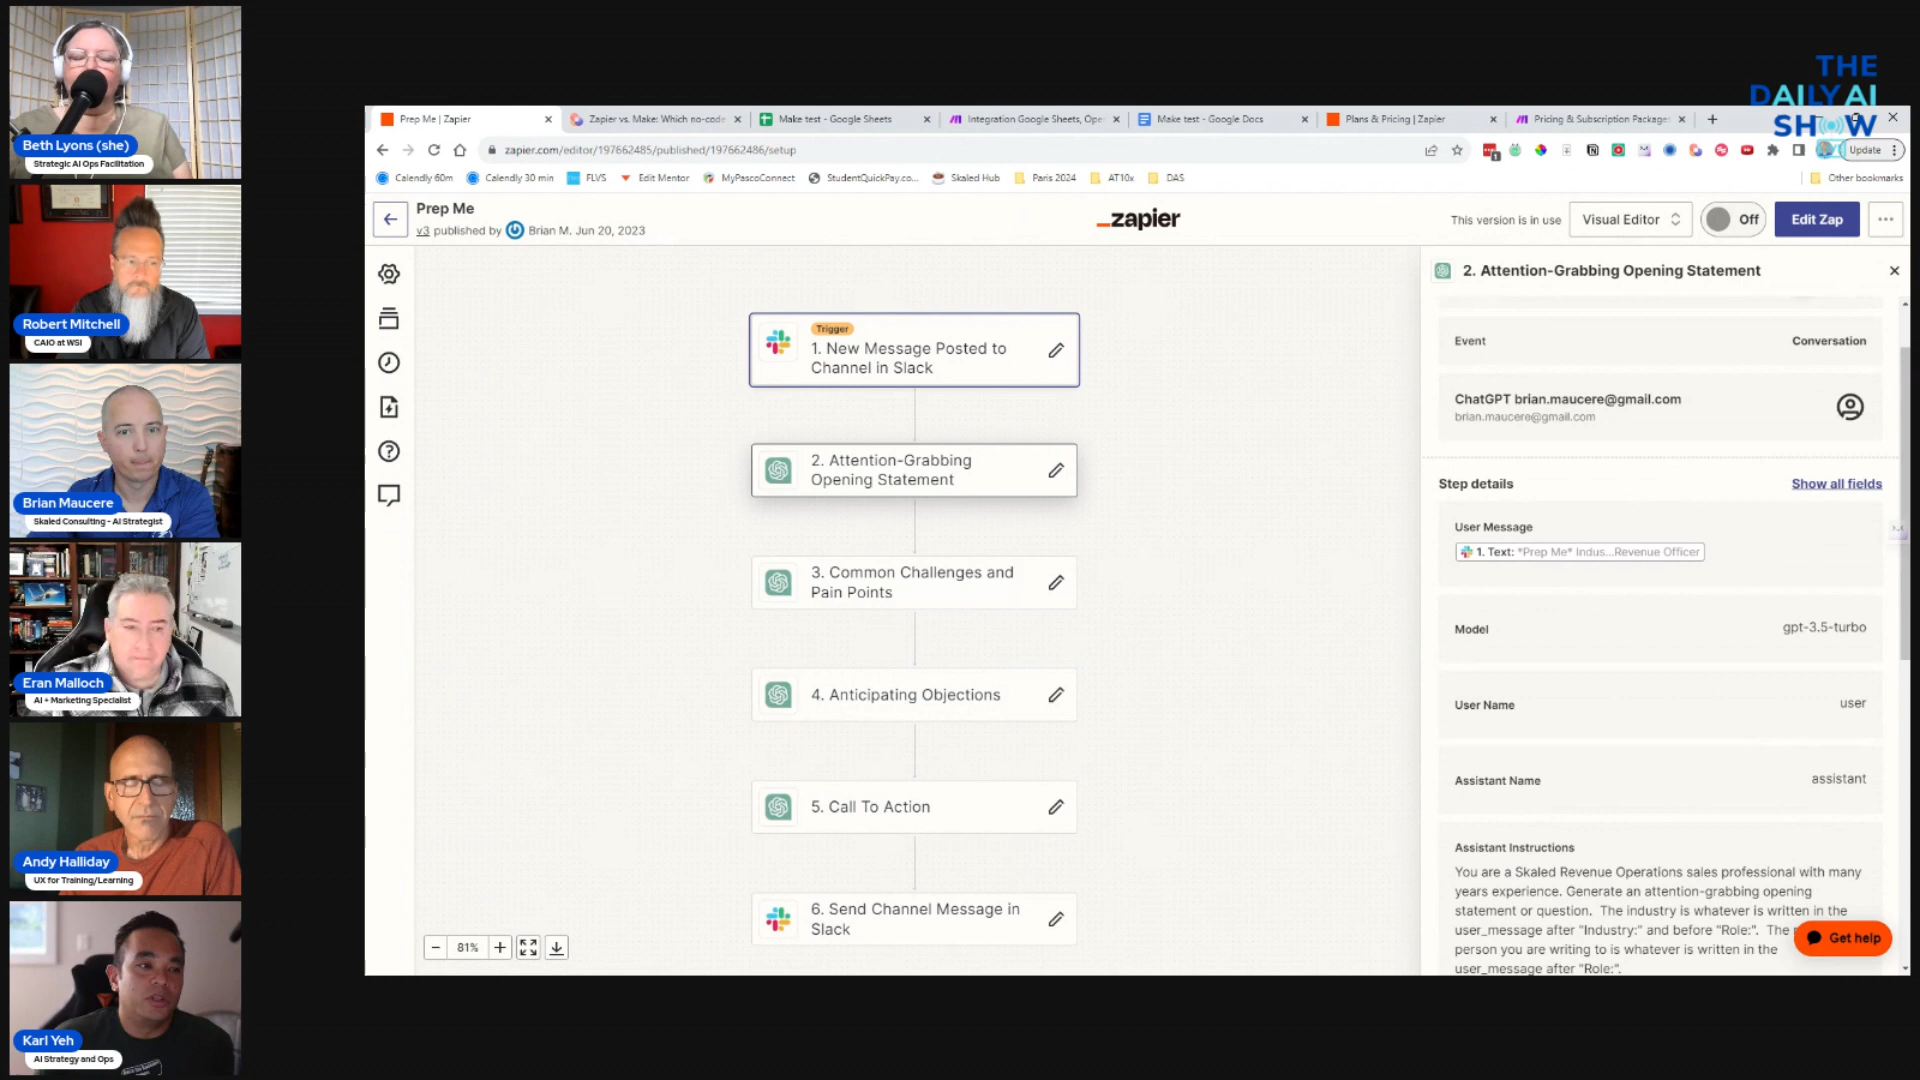 Beth Lyons (she)
Strategic AI Ops Facilitation
Robert Mitchell
CAIO at WSI
Brian Maucere
Skaled Consulting - AI Strategist
Eran Malloch
AI + Marketing Specialist
Andy Halliday
UX for Training/Learning
Karl Yeh
AI Strategy and Ops
THE
DAILY AI
SHOW
Prep Me | Zapier
Zapier vs. Make: Which no-code
Make test - Google Sheets
Integration Google Sheets, Ope
Make test - Google Docs
Plans & Pricing | Zapier
Pricing & Subscription Package
zapier.com/editor/197662485/published/197662486/setup
Update
Calendly 60m
Calendly 30 min
FLVS
Edit Mentor
MyPascoConnect
StudentQuickPay.co...
Skaled Hub
Paris 2024
AT10x
DAS
Other bookmarks
Prep Me
v3 published by Brian M. Jun 20, 2023
_zapier
This version is in use
Visual Editor
Off
Edit Zap
Trigger
1. New Message Posted to
Channel in Slack
2. Attention-Grabbing
Opening Statement
3. Common Challenges and
Pain Points
4. Anticipating Objections
5. Call To Action
6. Send Channel Message in
Slack
81%
2. Attention-Grabbing Opening Statement
Event
Conversation
ChatGPT brian.maucere@gmail.com
brian.maucere@gmail.com
Step details
Show all fields
User Message
1. Text: *Prep Me* Indus...Revenue Officer
Model
gpt-3.5-turbo
User Name
user
Assistant Name
assistant
Assistant Instructions
You are a Skaled Revenue Operations sales professional with many
years experience. Generate an attention-grabbing opening
statement or question. The industry is whatever is written in the
user_message after "Industry:" and before "Role:". The
person you are writing to is whatever is written in the
user_message after "Role:".
Get help